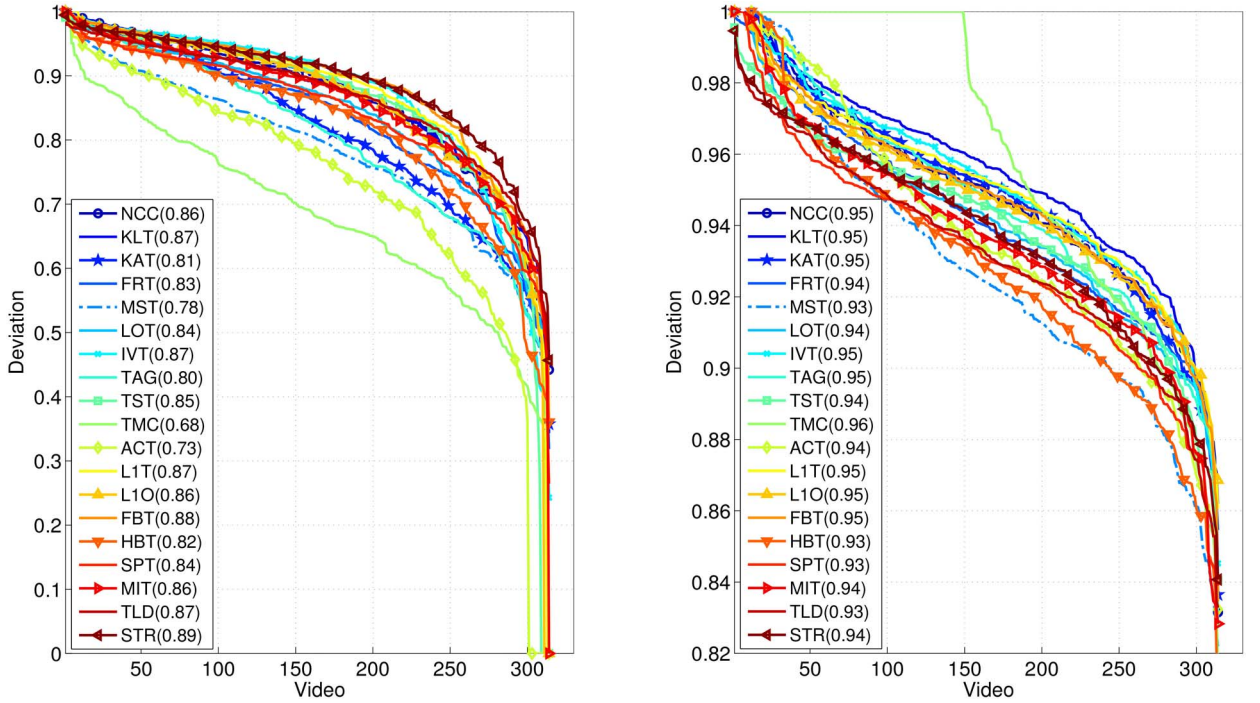 1
0.9
0.8
0.7
0.6
0.5
0.4
0.3
0.2
0.1
0
Deviation
NCC(0.86)
KLT(0.87)
KAT(0.81)
FRT(0.83)
MST(0.78)
LOT(0.84)
IVT(0.87)
TAG(0.80)
TST(0.85)
TMC(0.68)
ACT(0.73)
L1T(0.87)
L1O(0.86)
FBT(0.88)
HBT(0.82)
SPT(0.84)
MIT(0.86)
TLD(0.87)
STR(0.89)
50 100 150 200 250 300
Video
1
0.98
0.96
0.94
0.92
0.9
0.88
0.86
0.84
0.82
Deviation
NCC(0.95)
KLT(0.95)
KAT(0.95)
FRT(0.94)
MST(0.93)
LOT(0.94)
IVT(0.95)
TAG(0.95)
TST(0.94)
TMC(0.96)
ACT(0.94)
L1T(0.95)
L1O(0.95)
FBT(0.95)
HBT(0.93)
SPT(0.93)
MIT(0.94)
TLD(0.93)
STR(0.94)
50 100 150 200 250 300
Video